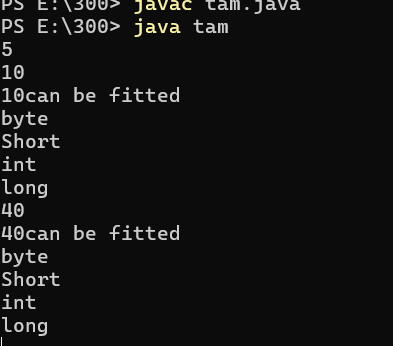 PS E:\300> javac tam.java
PS E:\300> java tam
5
10
10can be fitted
byte
Short
int
long
40
40can be fitted
byte
Short
int
long